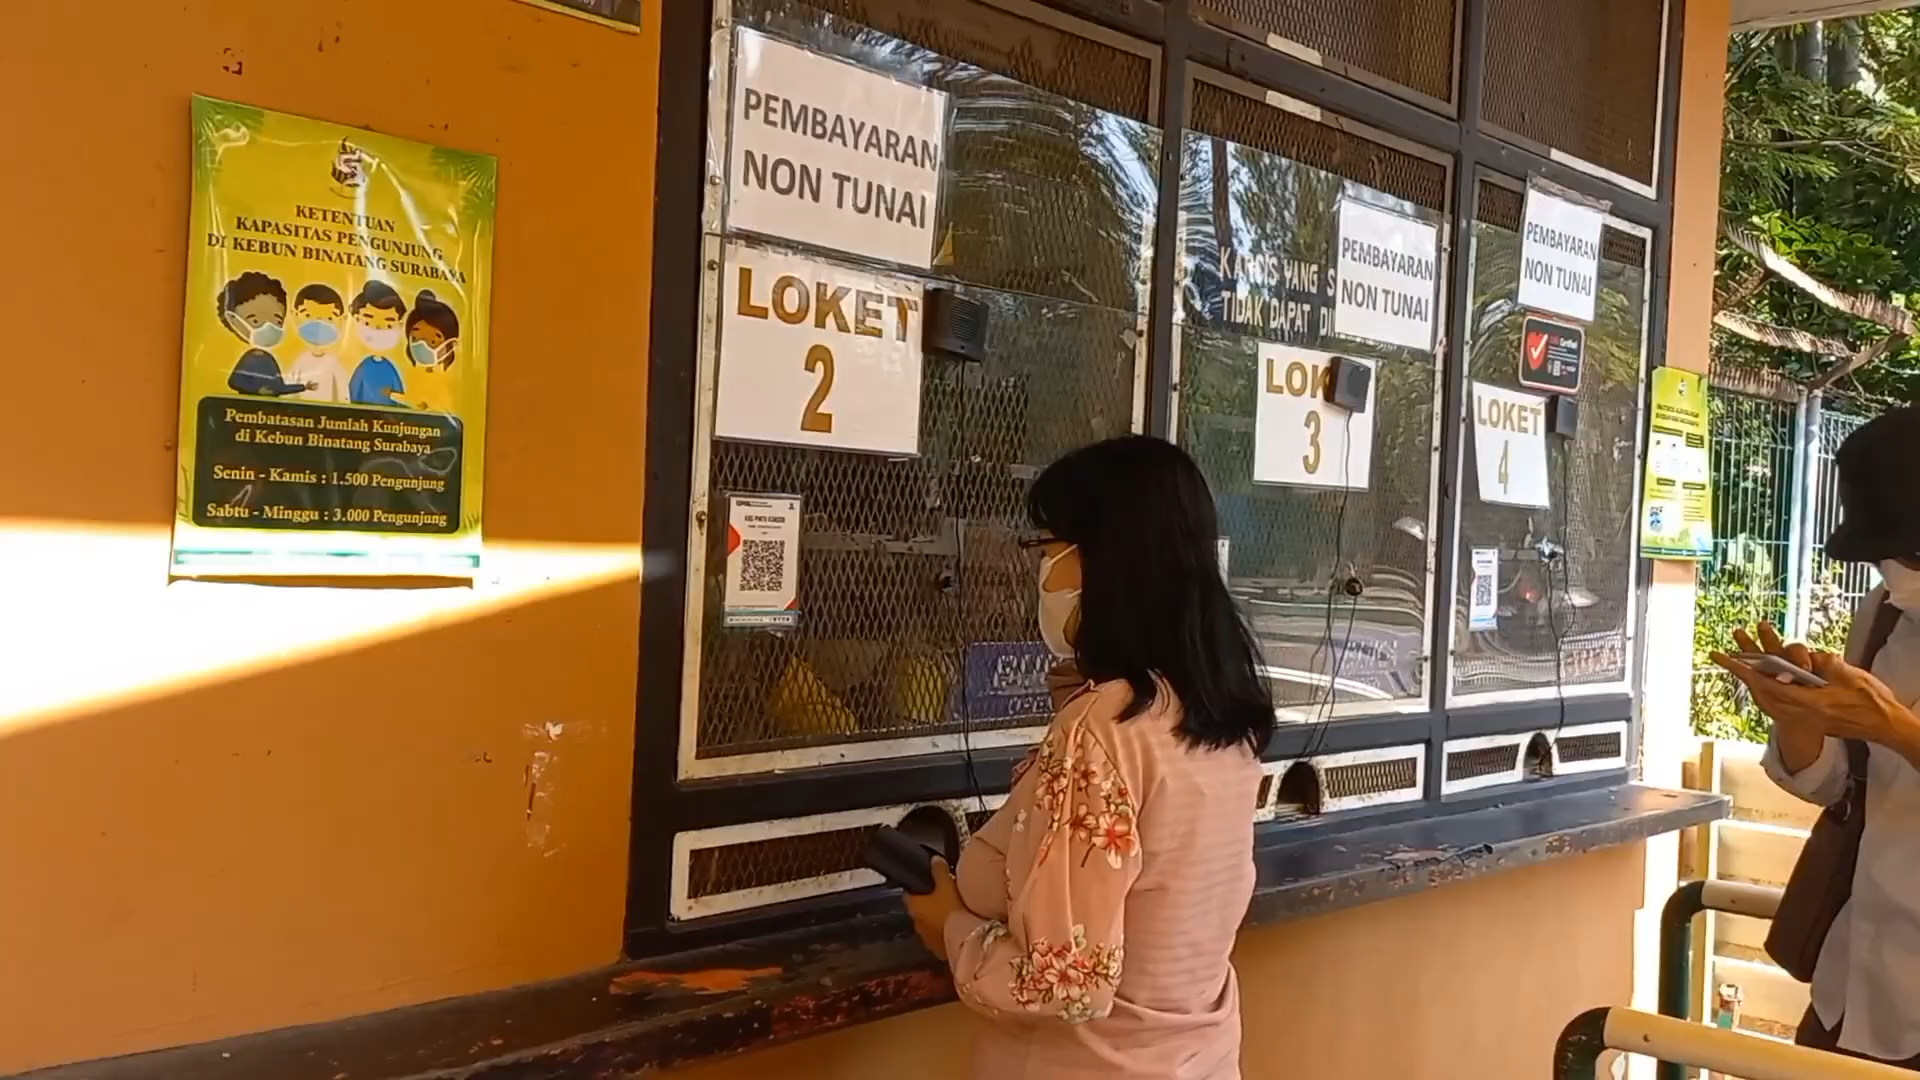 KETENTUAN
KAPASITAS PENGUNJUNG
DI KEBUN BINATANG SURABAYA
Pembatasan Jumlah Kunjungan
di Kebun Binatang Surabaya
Senin - Kamis : 1.500 Pengunjung
Sabtu - Minggu : 3.000 Pengunjung
PEMBAYARAN
NON TUNAI
LOKET
2
KARCIS YANG
TIDAK DAPAT
PEMBAYARAN
NON TUNAI
LOK
3
PEMBAYARAN
NON TUNAI
LOKET
4